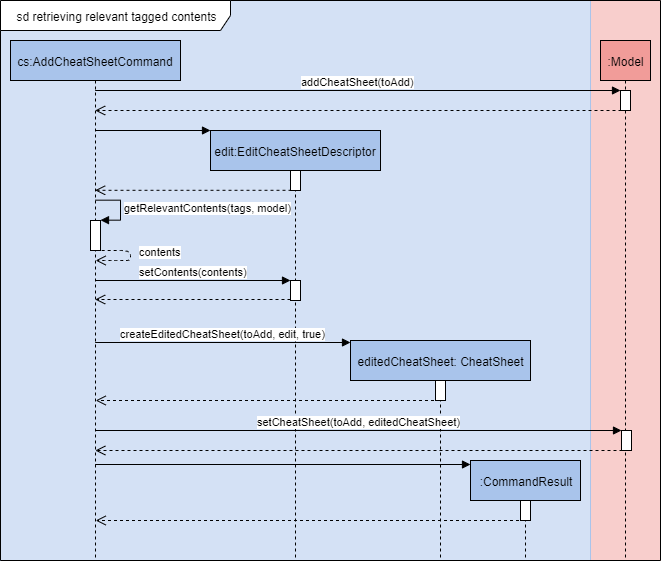 sd retrieving relevant tagged contents
cs:AddCheatSheetCommand
:Model
addCheatSheet(toAdd)
edit:EditCheatSheetDescriptor
getRelevantContents(tags, model)
contents
setContents(contents)
createEditedCheatSheet(toAdd, edit, true)
editedCheatSheet: CheatSheet
setCheatSheet(toAdd, editedCheatSheet)
:CommandResult